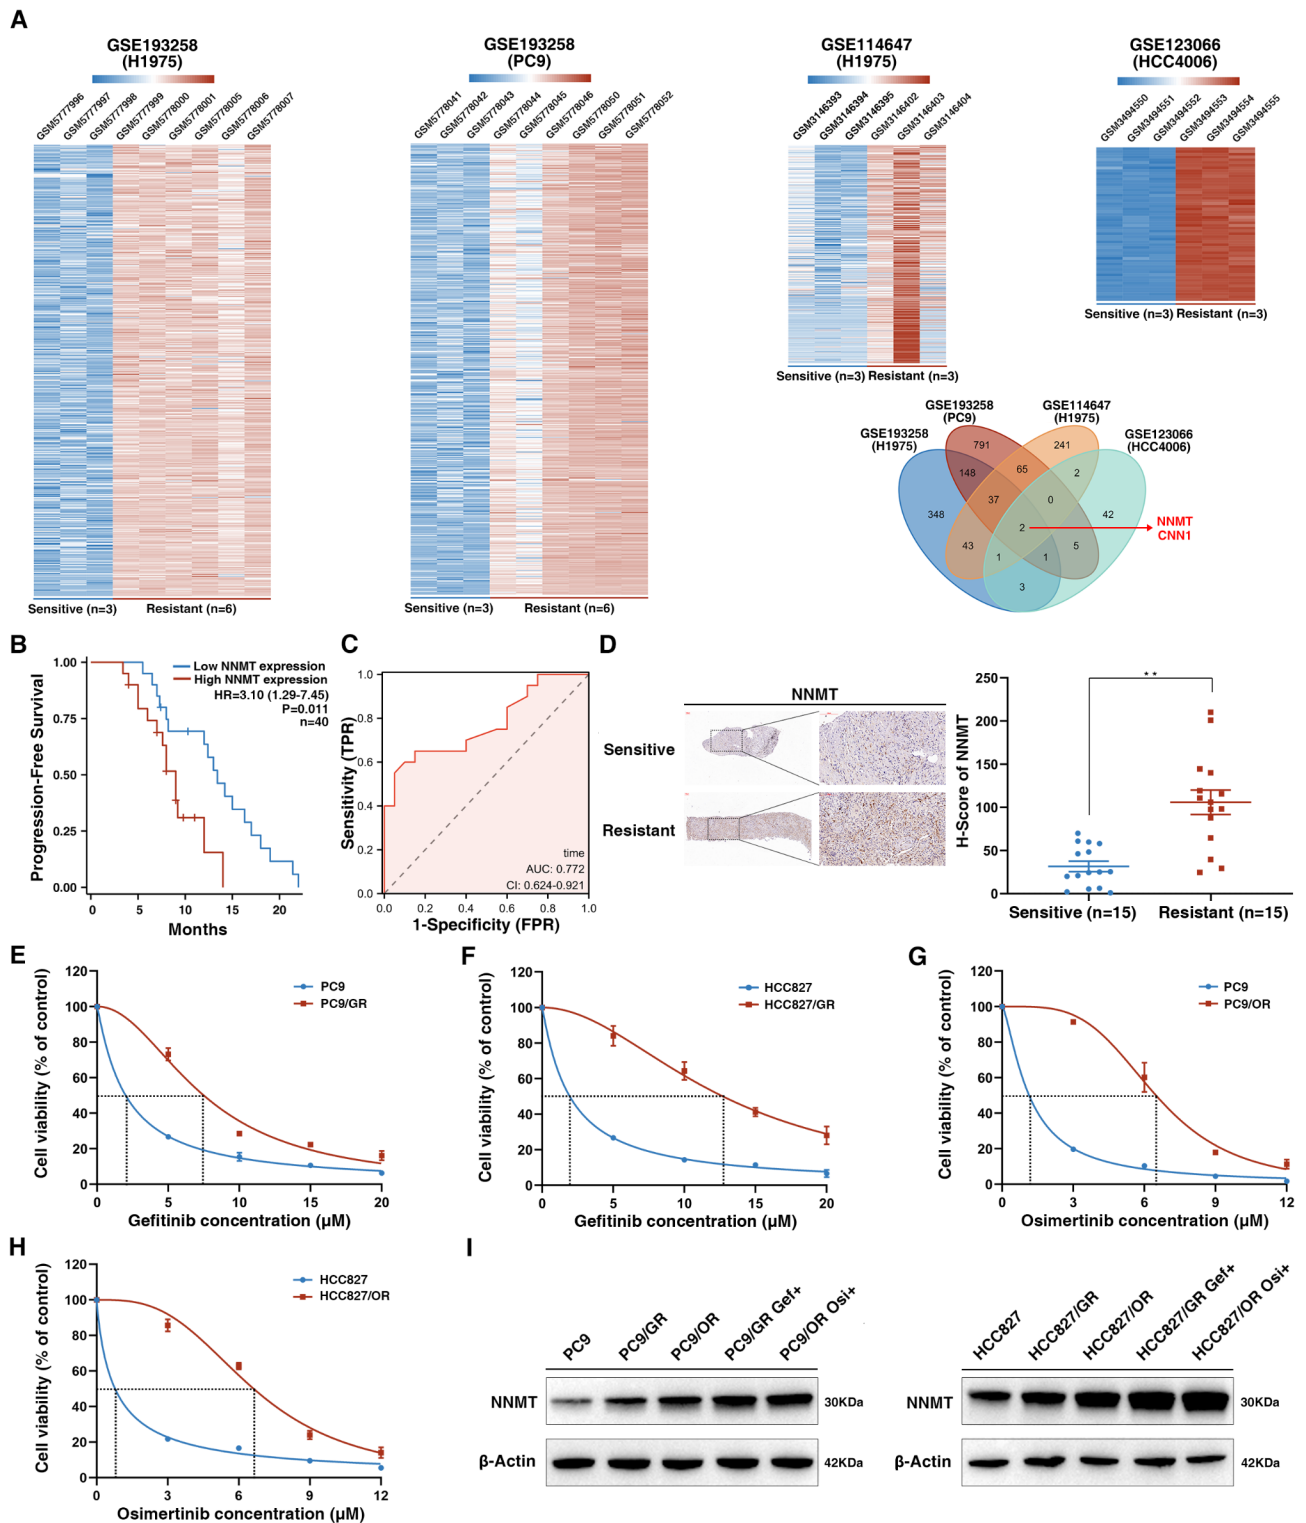 A
GSE193258
(H1975)
GSM5777996
GSM5777997
GSM5777998
GSM5777999
GSM5778000
GSM5778001
GSM5778005
GSM5778006
GSM5778007
Sensitive (n=3)
Resistant (n=6)
GSE193258
(PC9)
GSM5778041
GSM5778042
GSM5778043
GSM5778044
GSM5778045
GSM5778046
GSM5778050
GSM5778051
GSM5778052
Sensitive (n=3)
Resistant (n=6)
GSE114647
(H1975)
GSM3146393
GSM3146394
GSM3146395
GSM3146402
GSM3146403
GSM3146404
Sensitive (n=3) Resistant (n=3)
GSE123066
(HCC4006)
GSM3494550
GSM3494551
GSM3494552
GSM3494553
GSM3494554
GSM3494555
Sensitive (n=3) Resistant (n=3)
GSE193258
(H1975)
GSE193258
(PC9)
GSE114647
(H1975)
GSE123066
(HCC4006)
791
241
148
65
2
37
0
348
2
42
43
1
1
5
3
NNMT
CNN1
B
Progression-Free Survival
1.00
0.75
0.50
0.25
0.00
0
5
10
15
20
Months
Low NNMT expression
High NNMT expression
HR=3.10 (1.29-7.45)
P=0.011
n=40
C
Sensitivity (TPR)
1.0
0.8
0.6
0.4
0.2
0.0
0.0
0.2
0.4
0.6
0.8
1.0
1-Specificity (FPR)
time
AUC: 0.772
CI: 0.624-0.921
D
NNMT
Sensitive
Resistant
H-Score of NNMT
250
200
150
100
50
0
**
Sensitive (n=15)
Resistant (n=15)
E
Cell viability (% of control)
120
100
80
60
40
20
0
0
5
10
15
20
Gefitinib concentration (μM)
PC9
PC9/GR
F
Cell viability (% of control)
120
100
80
60
40
20
0
0
5
10
15
20
Gefitinib concentration (μM)
HCC827
HCC827/GR
G
Cell viability (% of control)
120
100
80
60
40
20
0
0
3
6
9
12
Osimertinib concentration (μM)
PC9
PC9/OR
H
Cell viability (% of control)
120
100
80
60
40
20
0
0
3
6
9
12
Osimertinib concentration (μM)
HCC827
HCC827/OR
I
PC9
PC9/GR
PC9/OR
PC9/GR Gef+
PC9/OR Osi+
NNMT
30KDa
β-Actin
42KDa
HCC827
HCC827/GR
HCC827/OR
HCC827/GR Gef+
HCC827/OR Osi+
NNMT
30KDa
β-Actin
42KDa